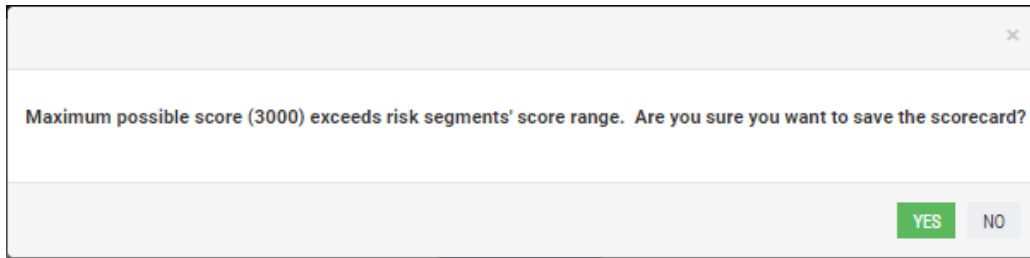 ×
Maximum possible score (3000) exceeds risk segments' score range.  Are you sure you want to save the scorecard?
YES NO